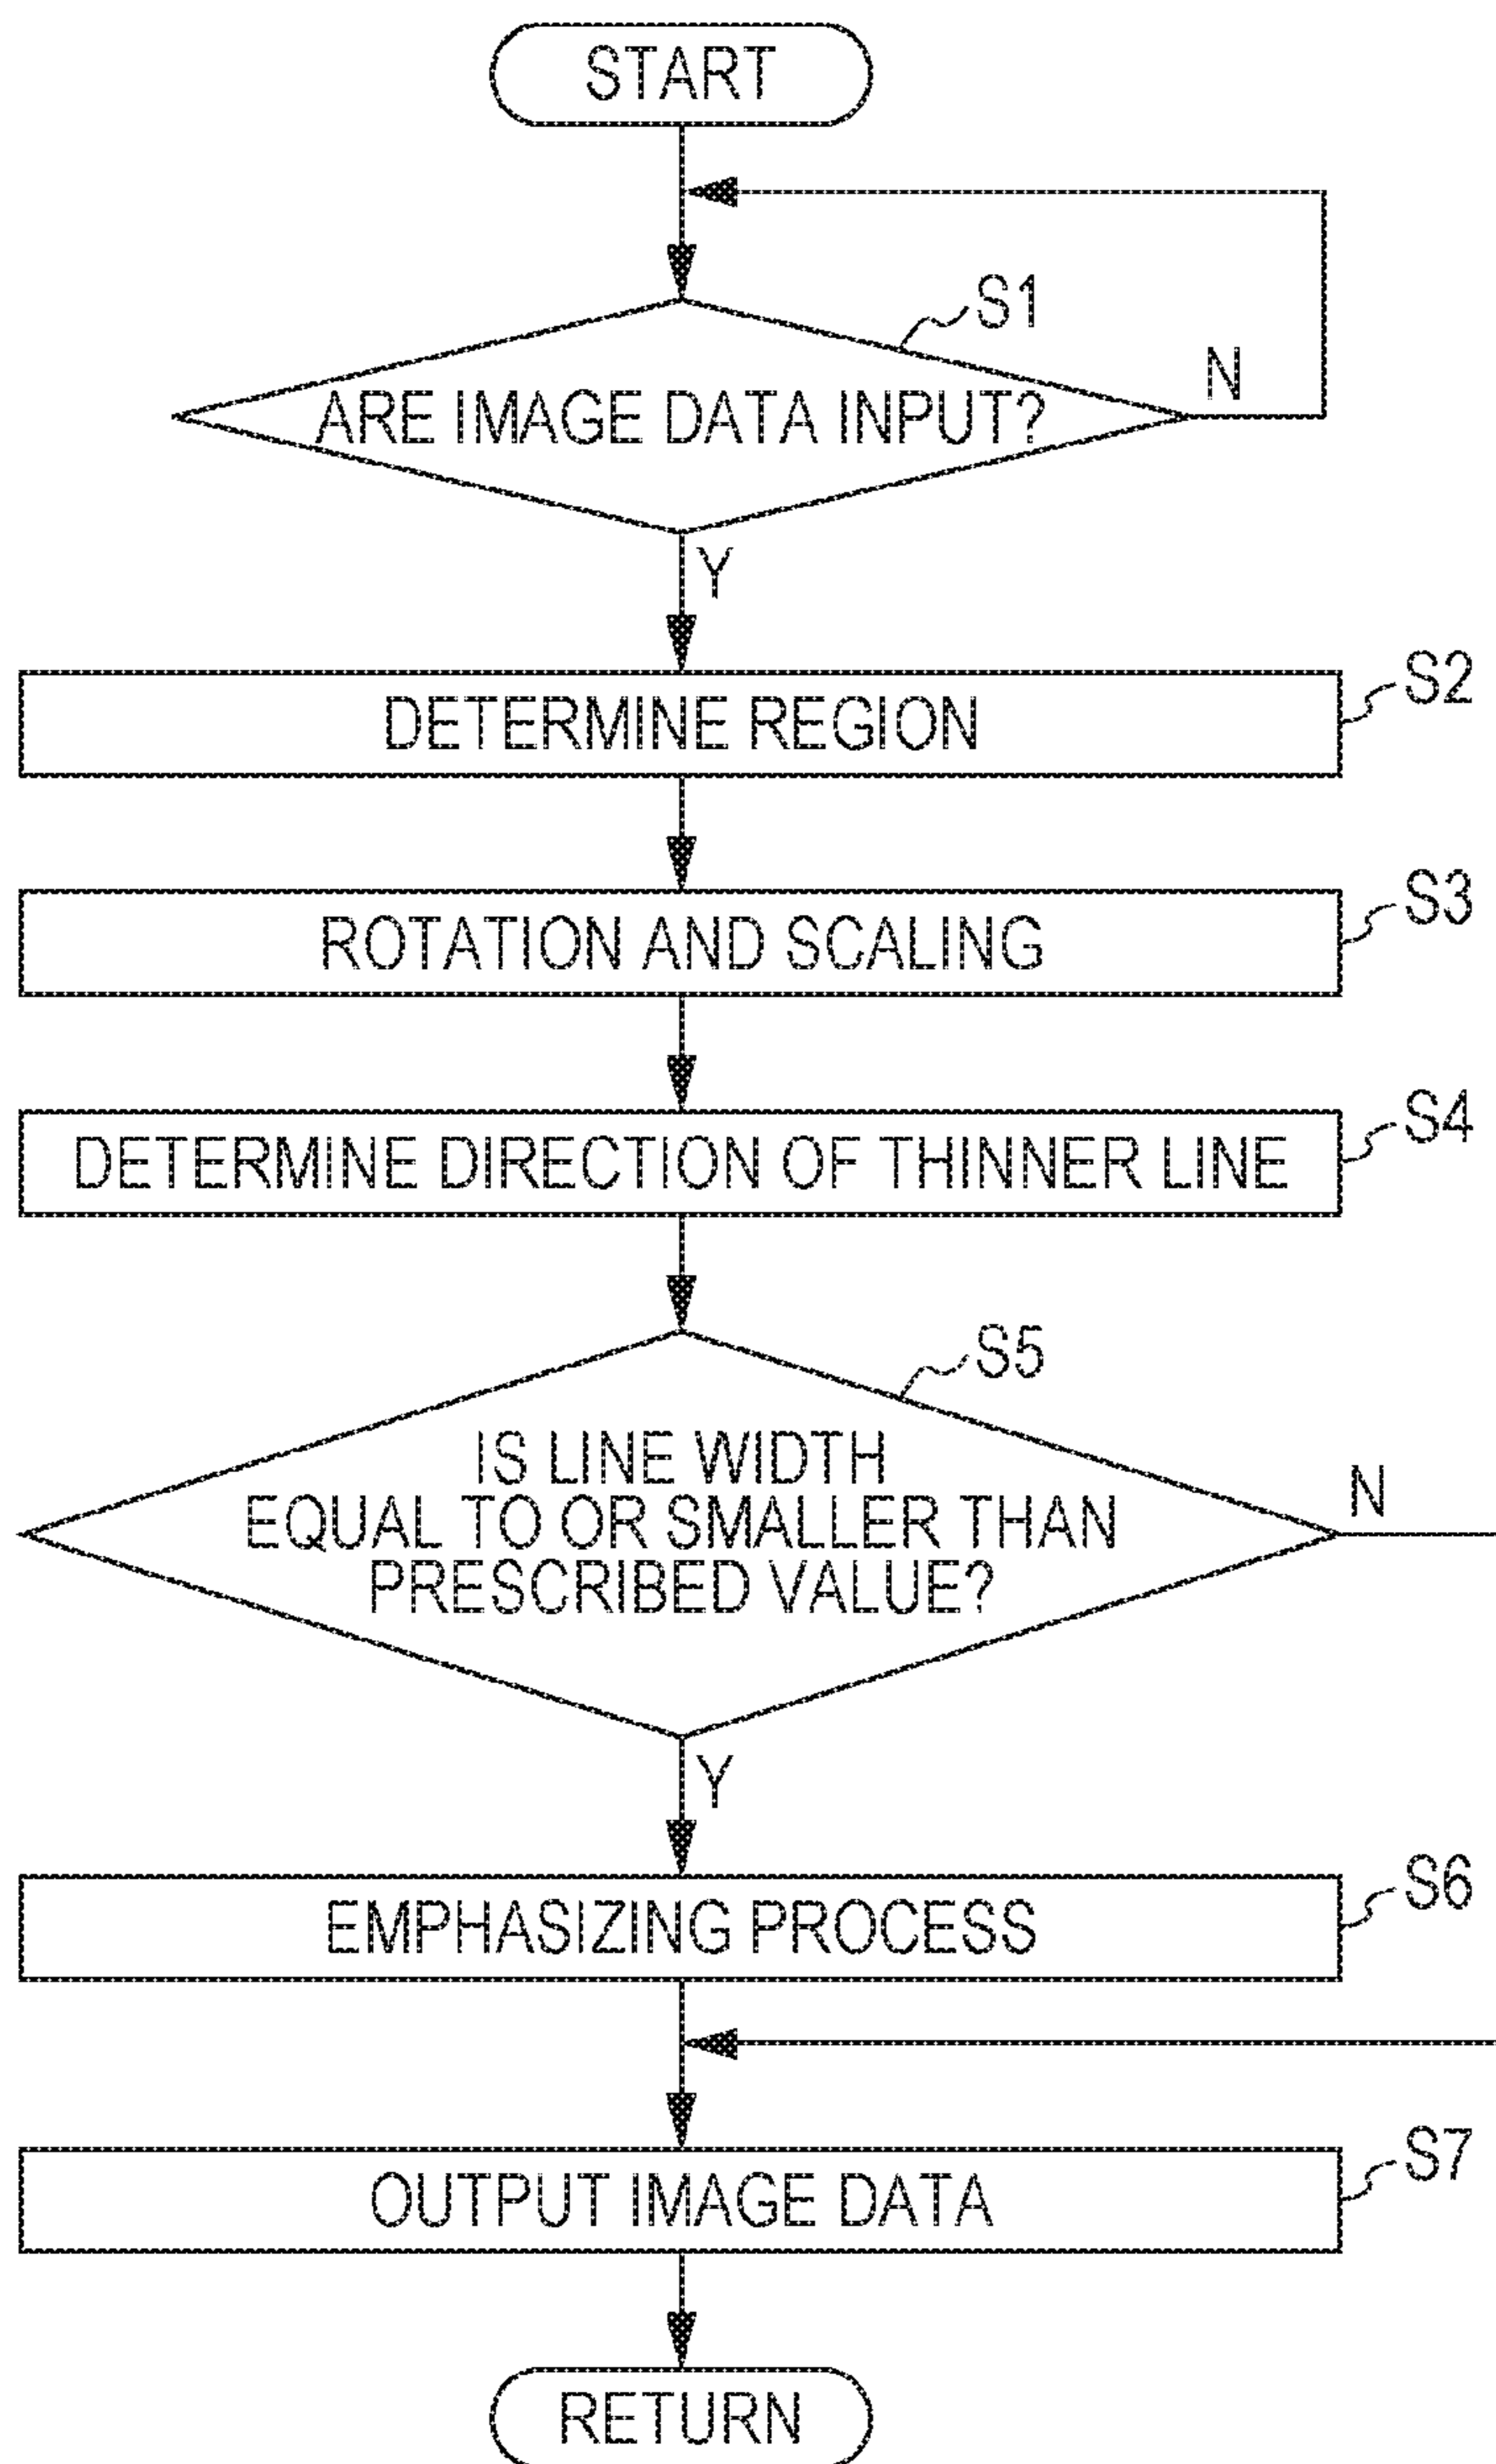 START
S1
ARE IMAGE DATA INPUT?
N
Y
DETERMINE REGION
S2
ROTATION AND SCALING
S3
DETERMINE DIRECTION OF THINNER LINE
S4
S5
IS LINE WIDTH
EQUAL TO OR SMALLER THAN
PRESCRIBED VALUE?
N
Y
EMPHASIZING PROCESS
S6
OUTPUT IMAGE DATA
S7
RETURN